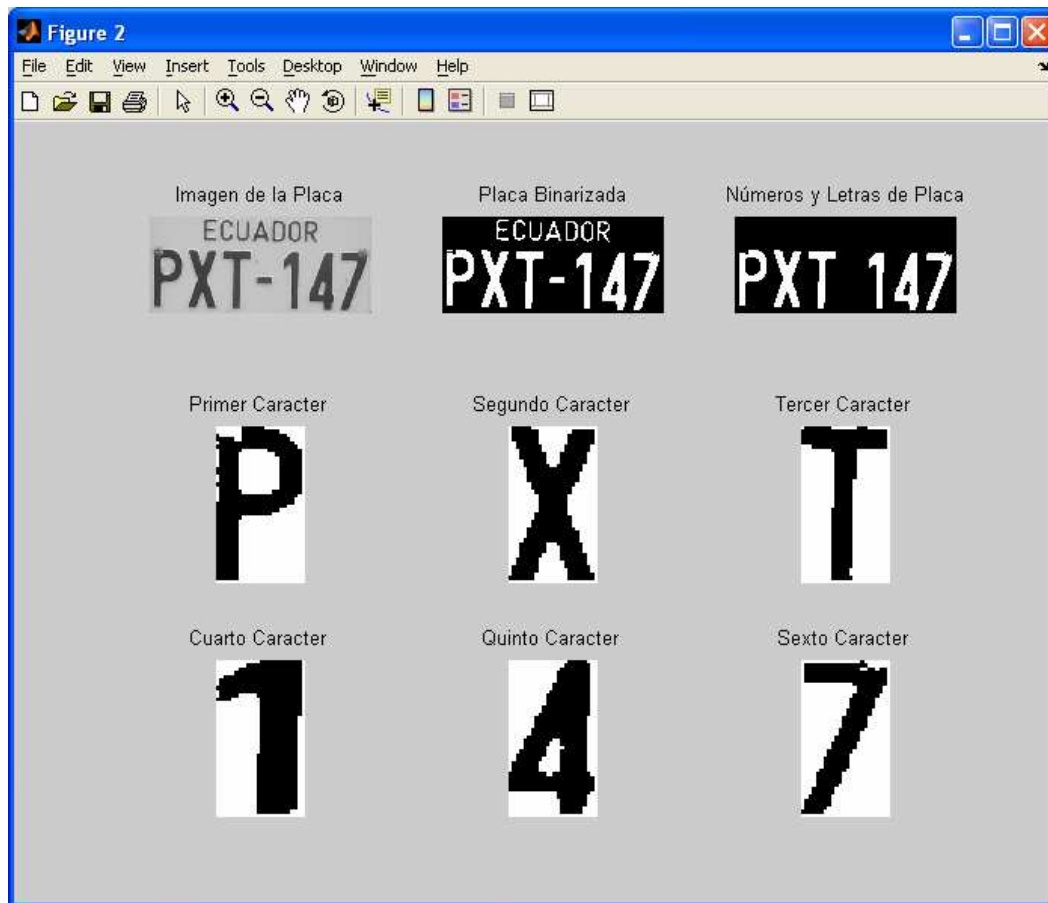 Figure 2
File Edit View Insert Tools Desktop Window Help
Imagen de la Placa Placa Binarizada Números y Letras de Placa
ECUADOR ECUADOR
PXT-147 PXT-147 PXT 147
Primer Caracter Segundo Caracter Tercer Caracter
P X T
Cuarto Caracter Quinto Caracter Sexto Caracter
1 4 7